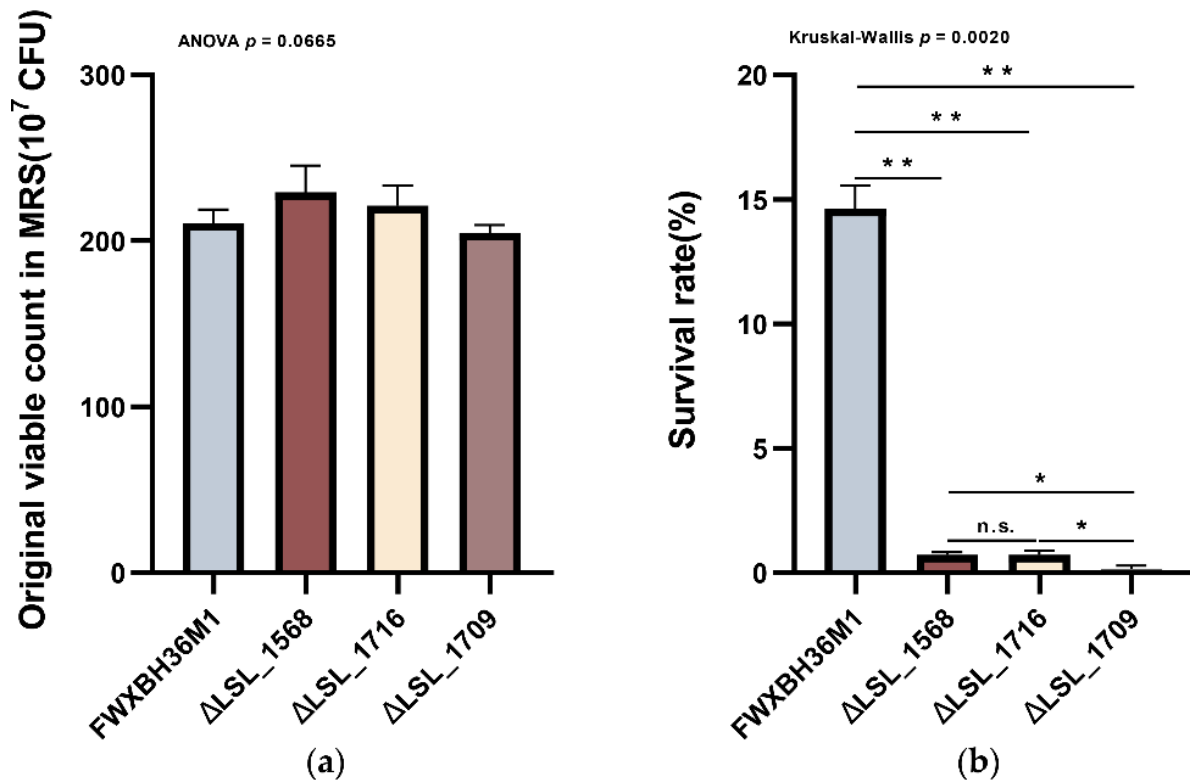 ANOVA p = 0.0665
Original viable count in MRS(10⁷ CFU)
300
200
100
0
FWXBH36M1
ΔLSL_1568
ΔLSL_1716
ΔLSL_1709
(a)
Kruskal-Wallis p = 0.0020
Survival rate(%)
20
15
10
5
0
**
**
**
*
n.s.
*
FWXBH36M1
ΔLSL_1568
ΔLSL_1716
ΔLSL_1709
(b)